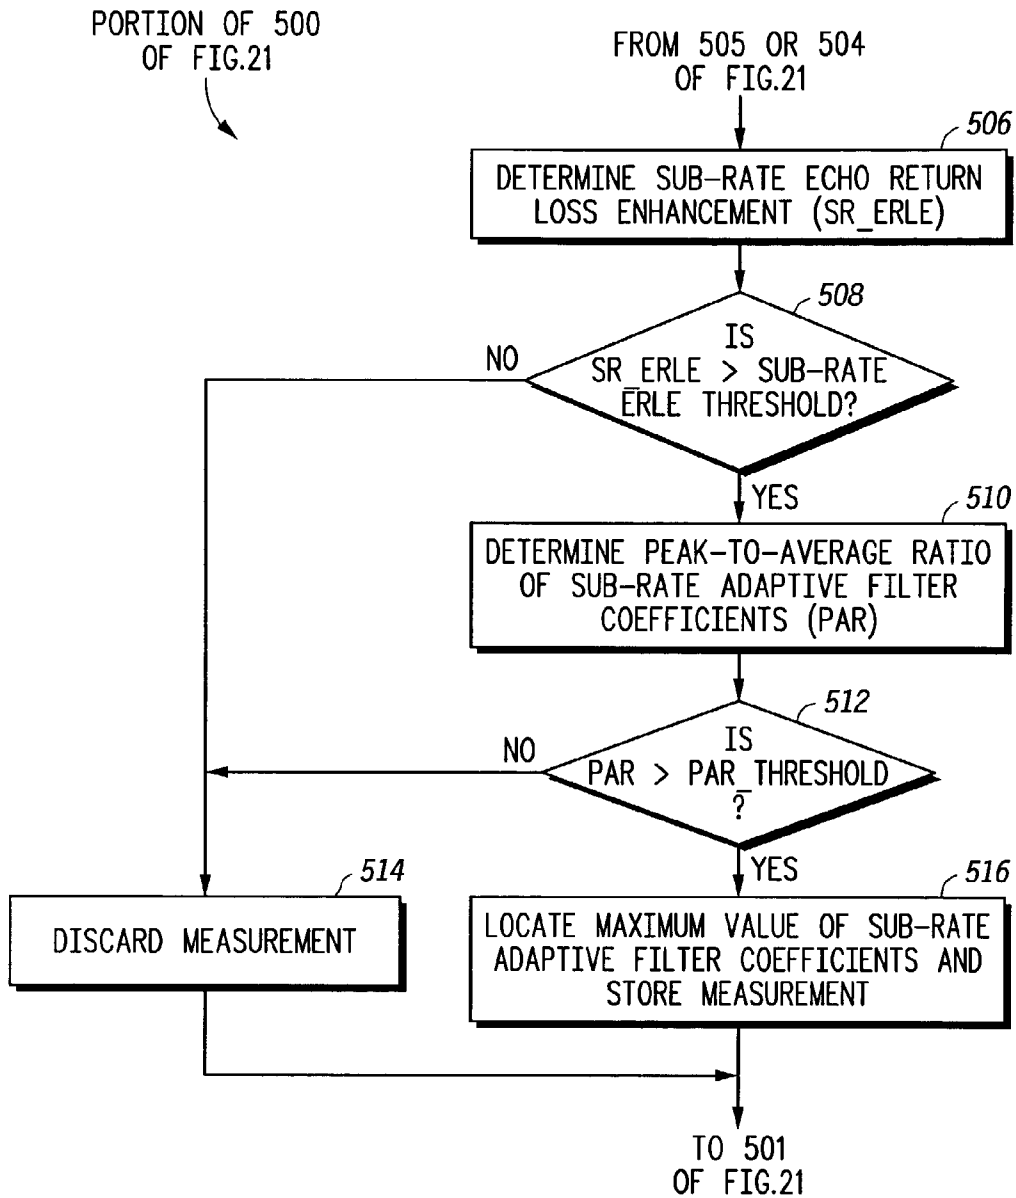 PORTION OF 500
OF FIG.21
FROM 505 OR 504
OF FIG.21
506
DETERMINE SUB-RATE ECHO RETURN
LOSS ENHANCEMENT (SR_ERLE)
508
IS
SR_ERLE > SUB-RATE
ERLE THRESHOLD?
NO
YES
510
DETERMINE PEAK-TO-AVERAGE RATIO
OF SUB-RATE ADAPTIVE FILTER
COEFFICIENTS (PAR)
512
IS
PAR > PAR_THRESHOLD
?
NO
YES
514
DISCARD MEASUREMENT
516
LOCATE MAXIMUM VALUE OF SUB-RATE
ADAPTIVE FILTER COEFFICIENTS AND
STORE MEASUREMENT
TO 501
OF FIG.21